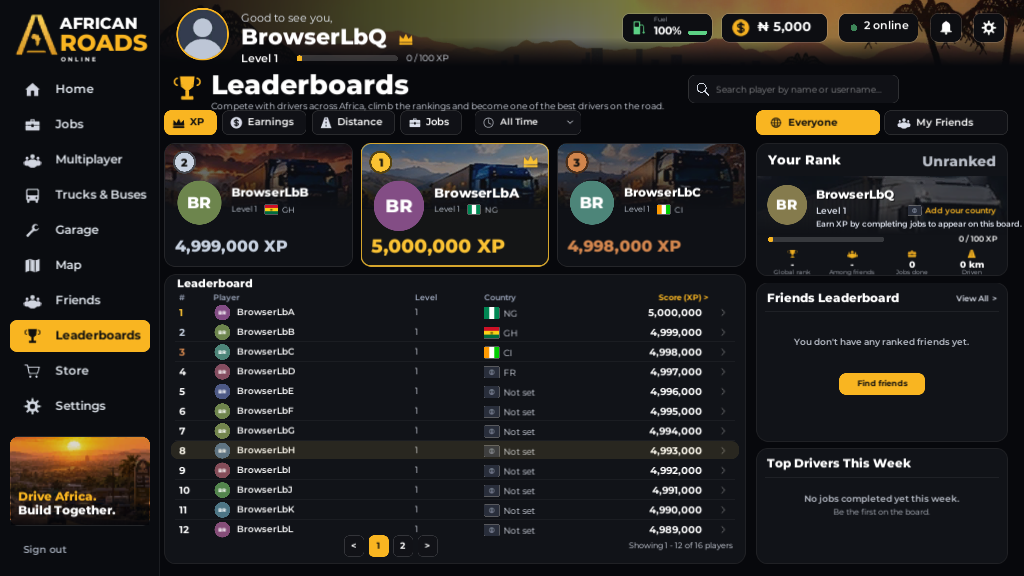 AFRICAN
ROADS
ONLINE
Home
Jobs
Multiplayer
Trucks & Buses
Garage
Map
Friends
Leaderboards
Store
Settings
Drive Africa.
Build Together.
Sign out
Good to see you,
BrowserLbQ
Level 1
0 / 100 XP
Fuel
100%
$ ₦ 5,000
2 online
Leaderboards
Compete with drivers across Africa, climb the rankings and become one of the best drivers on the road.
Search player by name or username...
XP
$ Earnings
Distance
Jobs
All Time
Everyone
My Friends
2
BR
BrowserLbB
Level 1 GH
4,999,000 XP
1
BR
BrowserLbA
Level 1 NG
5,000,000 XP
3
BR
BrowserLbC
Level 1 CI
4,998,000 XP
Leaderboard
# Player Level Country Score (XP) >
1 BR BrowserLbA 1 NG 5,000,000 >
2 BR BrowserLbB 1 GH 4,999,000 >
3 BR BrowserLbC 1 CI 4,998,000 >
4 BR BrowserLbD 1 FR 4,997,000 >
5 BR BrowserLbE 1 Not set 4,996,000 >
6 BR BrowserLbF 1 Not set 4,995,000 >
7 BR BrowserLbG 1 Not set 4,994,000 >
8 BR BrowserLbH 1 Not set 4,993,000 >
9 BR BrowserLbI 1 Not set 4,992,000 >
10 BR BrowserLbJ 1 Not set 4,991,000 >
11 BR BrowserLbK 1 Not set 4,990,000 >
12 BR BrowserLbL 1 Not set 4,989,000 >
< 1 2 >
Showing 1 - 12 of 16 players
Your Rank
Unranked
BR
BrowserLbQ
Level 1
Add your country
Earn XP by completing jobs to appear on this board.
0 / 100 XP
- - 0 0 km
Global rank Among friends Jobs done Driven
Friends Leaderboard
View All >
You don't have any ranked friends yet.
Find friends
Top Drivers This Week
No jobs completed yet this week.
Be the first on the board.